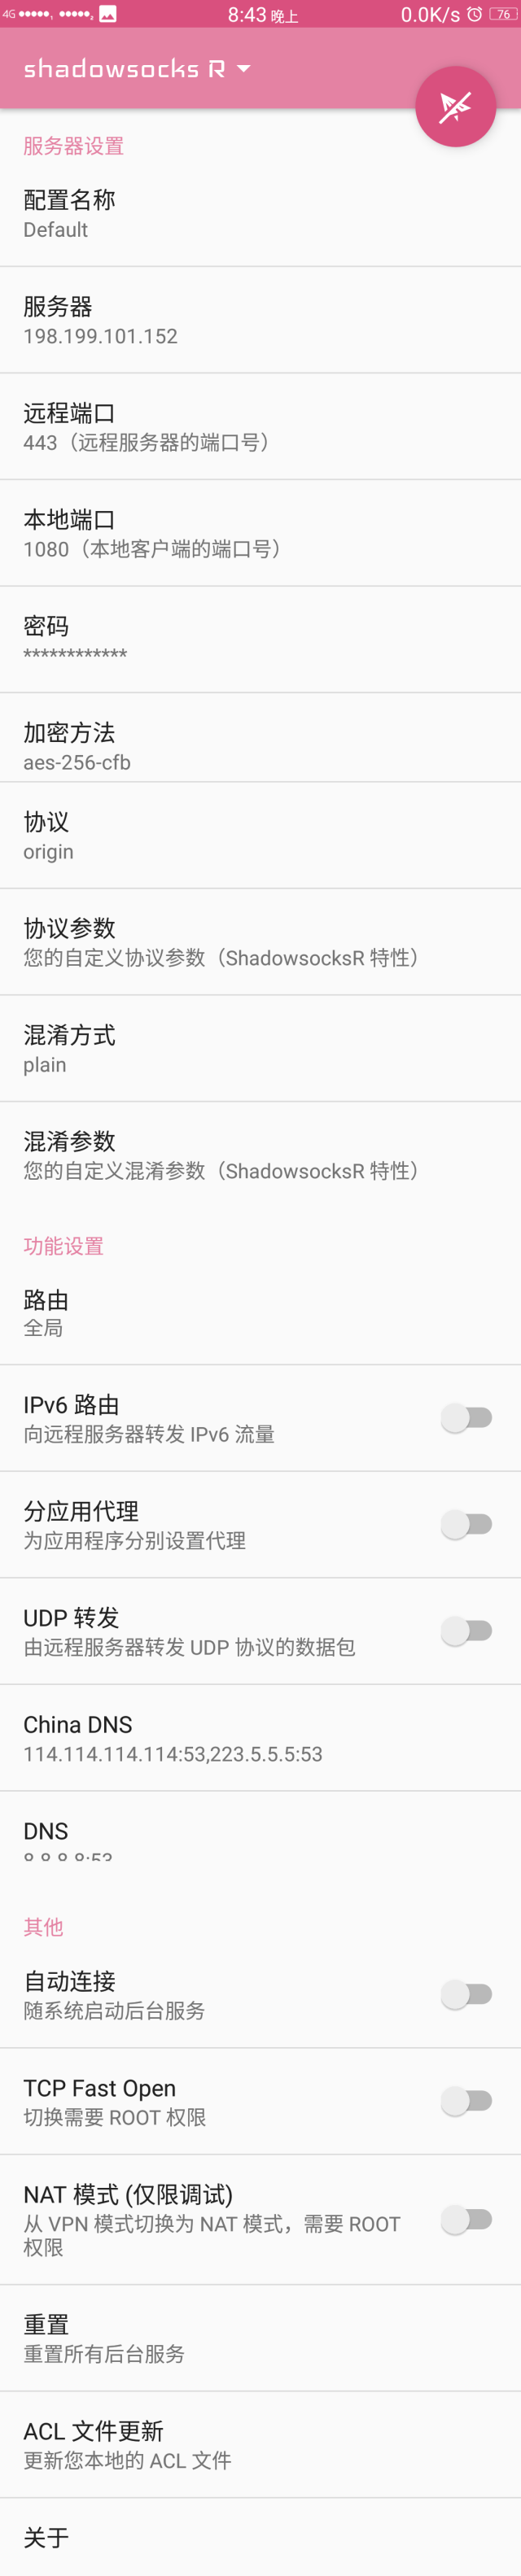 4G 8:43 晚上 0.0K/s 76
shadowsocks R
服务器设置
配置名称
Default
服务器
198.199.101.152
远程端口
443（远程服务器的端口号）
本地端口
1080（本地客户端的端口号）
密码
************
加密方法
aes-256-cfb
协议
origin
协议参数
您的自定义协议参数（ShadowsocksR 特性）
混淆方式
plain
混淆参数
您的自定义混淆参数（ShadowsocksR 特性）
功能设置
路由
全局
IPv6 路由
向远程服务器转发 IPv6 流量
分应用代理
为应用程序分别设置代理
UDP 转发
由远程服务器转发 UDP 协议的数据包
China DNS
114.114.114.114:53,223.5.5.5:53
DNS
其他
自动连接
随系统启动后台服务
TCP Fast Open
切换需要 ROOT 权限
NAT 模式 (仅限调试)
从 VPN 模式切换为 NAT 模式，需要 ROOT
权限
重置
重置所有后台服务
ACL 文件更新
更新您本地的 ACL 文件
关于